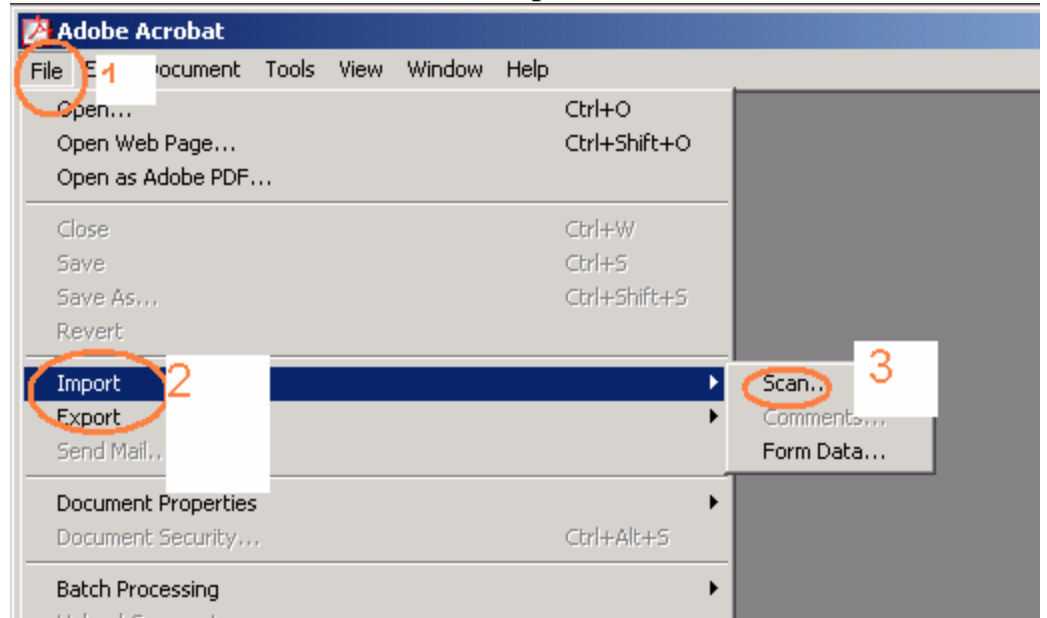 Adobe Acrobat
File E 1 ocument Tools View Window Help
Open... Ctrl+O
Open Web Page... Ctrl+Shift+O
Open as Adobe PDF...
Close Ctrl+W
Save Ctrl+S
Save As... Ctrl+Shift+S
Revert
Import 2 Scan.. 3
Export Comments...
Send Mail.. Form Data...
Document Properties
Document Security... Ctrl+Alt+S
Batch Processing